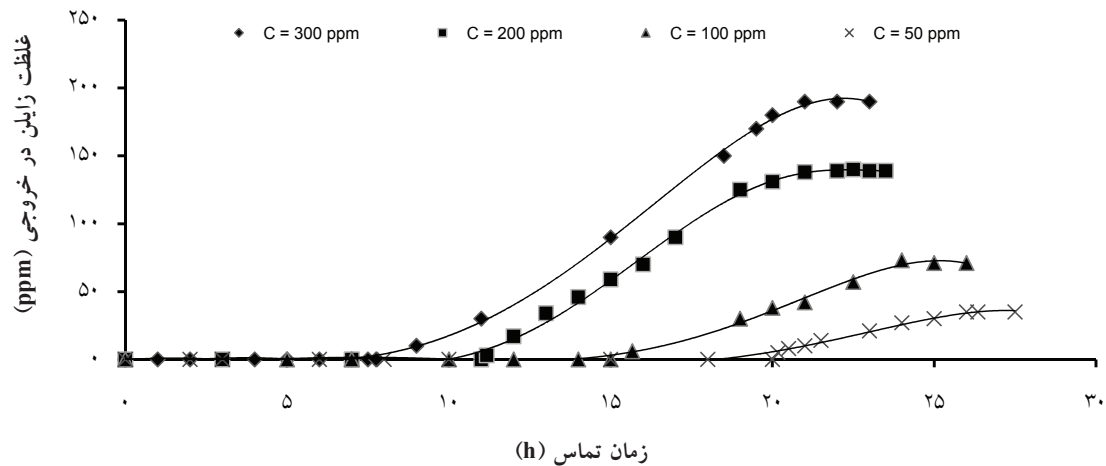 C = 300 ppm C = 200 ppm C = 100 ppm C = 50 ppm
غلظت زایلن در خروجی (ppm)
۲۵۰
۲۰۰
۱۵۰
۱۰۰
۵۰
۰
۰ ۵ ۱۰ ۱۵ ۲۰ ۲۵ ۳۰
زمان تماس (h)